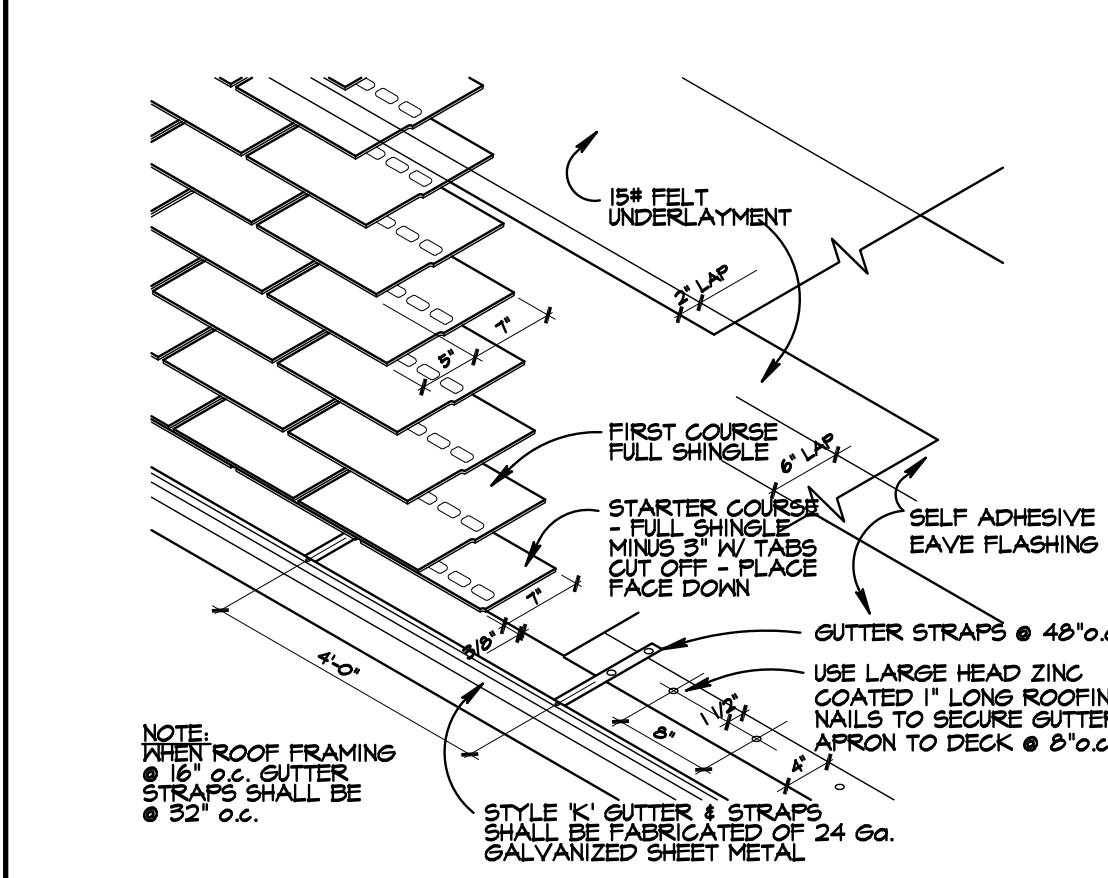 15# FELT
UNDERLAYMENT
2" LAP
7"
5"
FIRST COURSE
FULL SHINGLE
6" LAP
STARTER COURSE
- FULL SHINGLE
MINUS 3" W/ TABS
CUT OFF - PLACE
FACE DOWN
SELF ADHESIVE
EAVE FLASHING
7"
3/8"
4'-0"
GUTTER STRAPS @ 48"o.c
USE LARGE HEAD ZINC
COATED 1" LONG ROOFIN
NAILS TO SECURE GUTTER
APRON TO DECK @ 8"o.c
1 1/2"
8"
4"
NOTE:
WHEN ROOF FRAMING
@ 16" o.c. GUTTER
STRAPS SHALL BE
@ 32" o.c.
STYLE 'K' GUTTER & STRAPS
SHALL BE FABRICATED OF 24 Ga.
GALVANIZED SHEET METAL